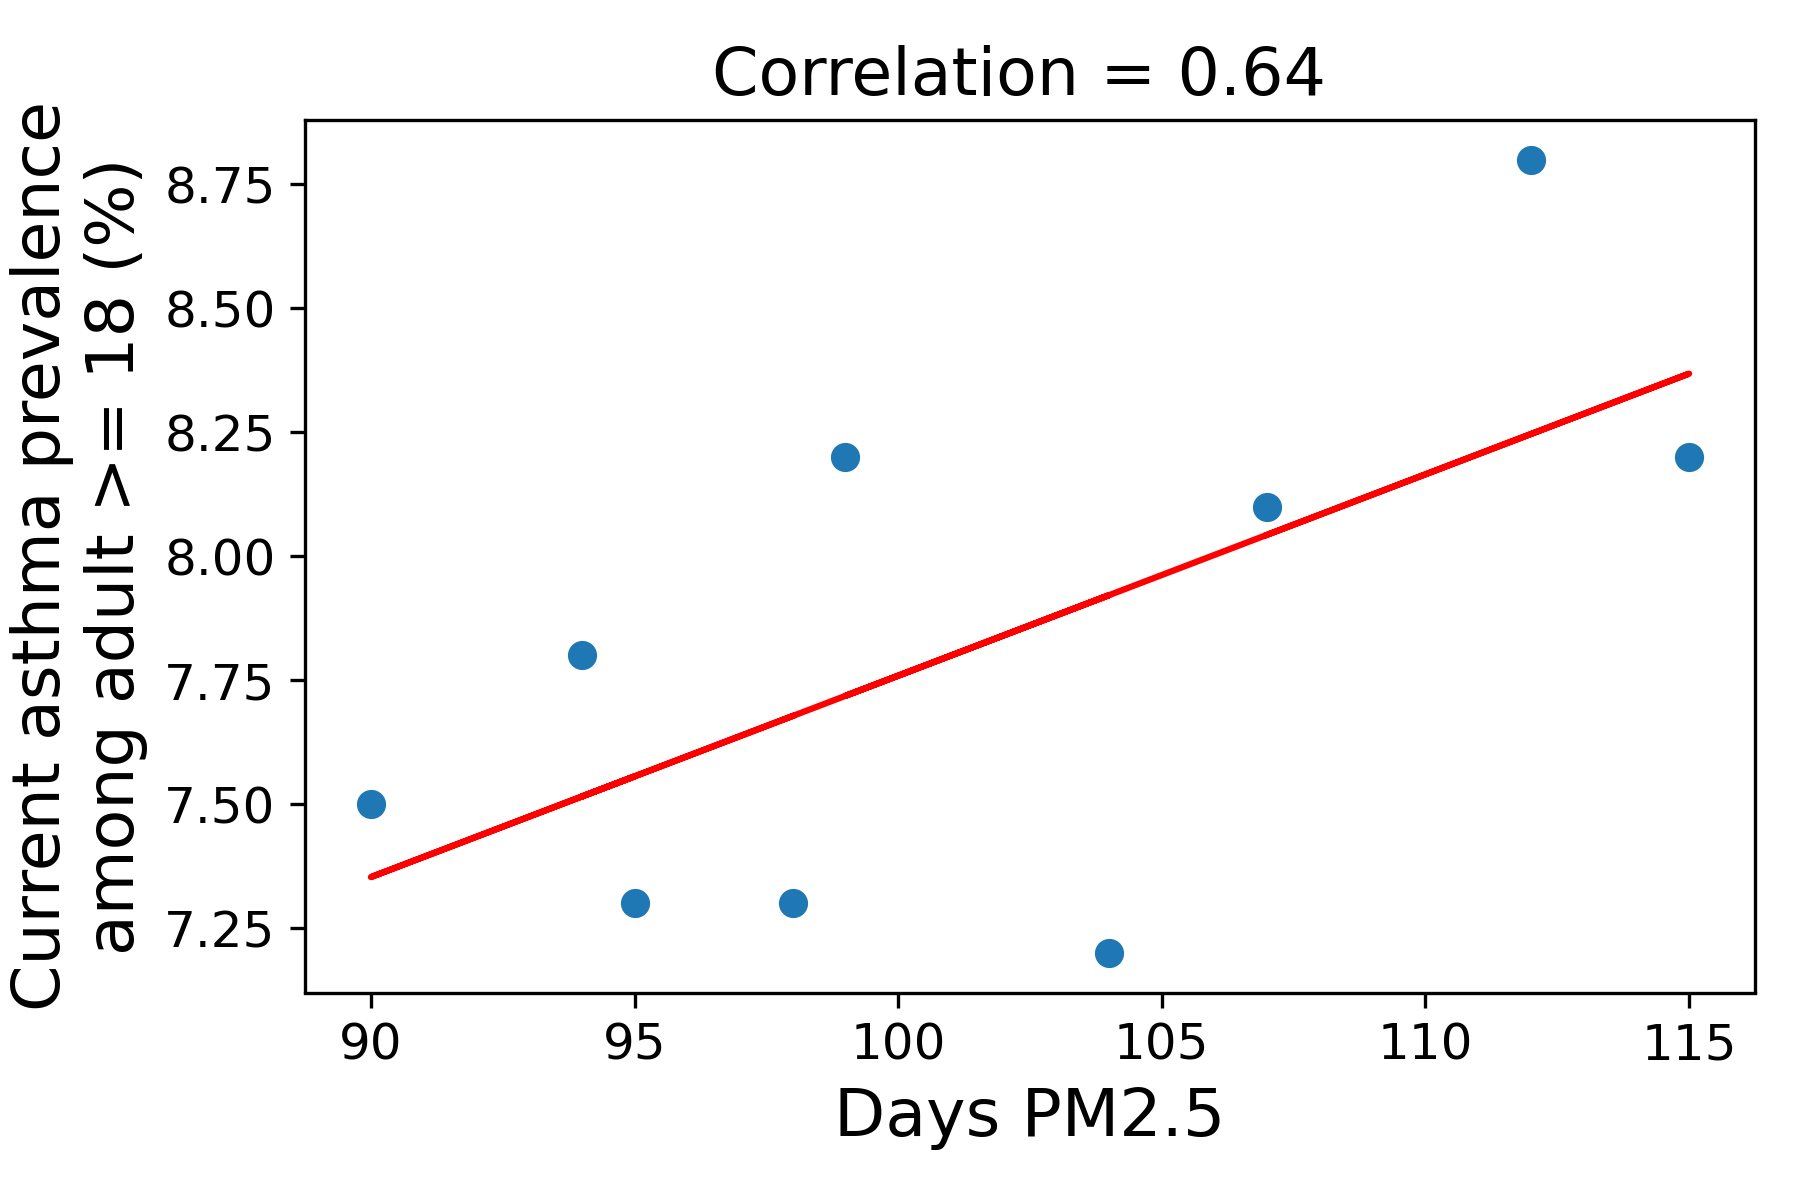 Correlation = 0.64
Current asthma prevalence
among adult >= 18 (%)
8.75
8.50
8.25
8.00
7.75
7.50
7.25
90 95 100 105 110 115
Days PM2.5